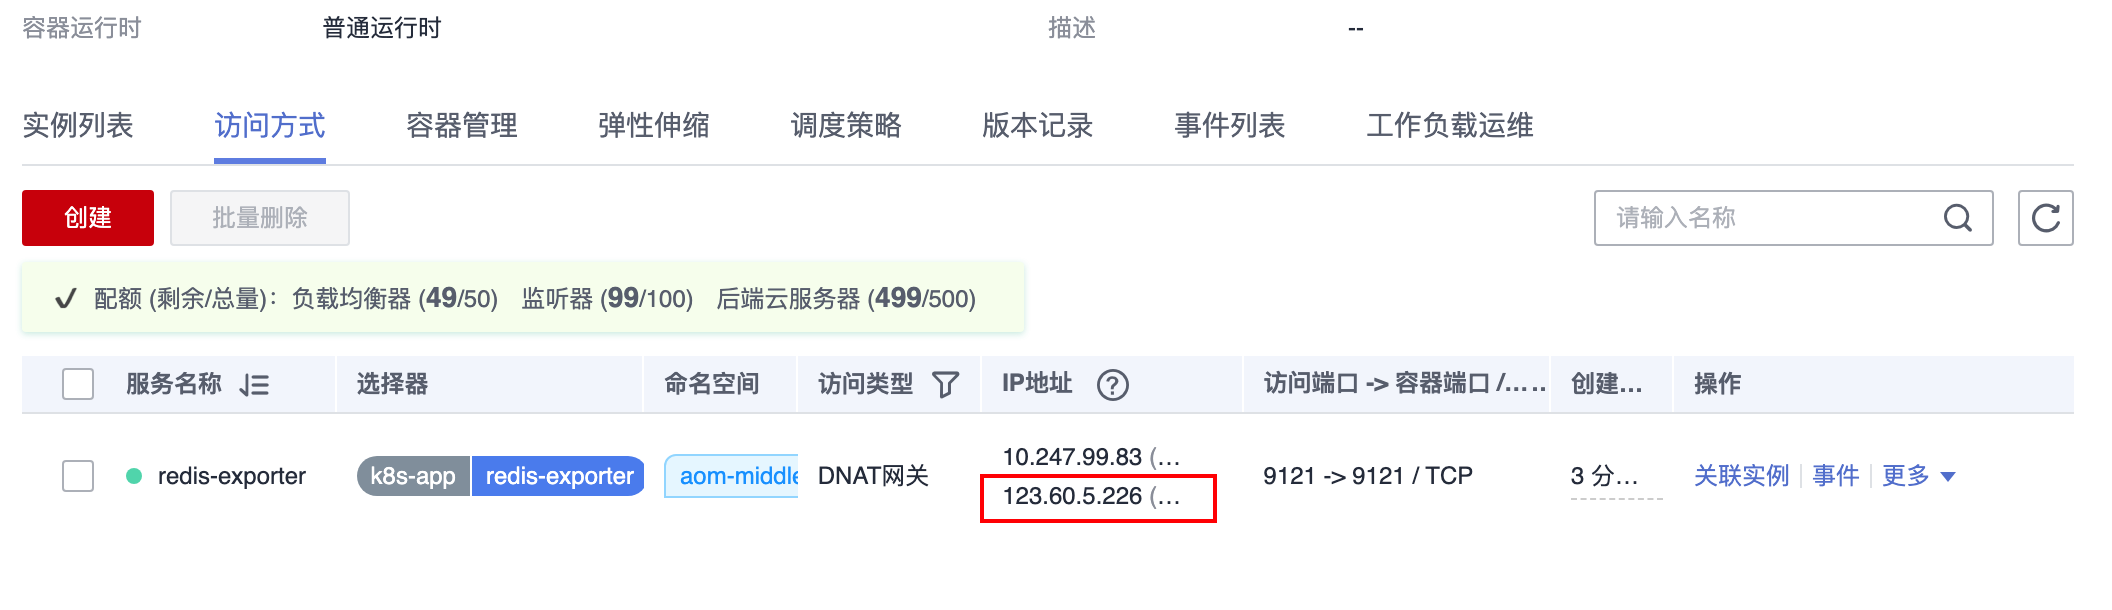 容器运行时 普通运行时 描述 --
实例列表 访问方式 容器管理 弹性伸缩 调度策略 版本记录 事件列表 工作负载运维
创建 批量删除 请输入名称
配额 (剩余/总量)： 负载均衡器 (49/50) 监听器 (99/100) 后端云服务器 (499/500)
服务名称 选择器 命名空间 访问类型 IP地址 访问端口 -> 容器端口 /... .. 创建... 操作
10.247.99.83 (...
redis-exporter k8s-app redis-exporter aom-middle DNAT网关 9121 -> 9121 / TCP 3 分... 关联实例 事件 更多
123.60.5.226 (...